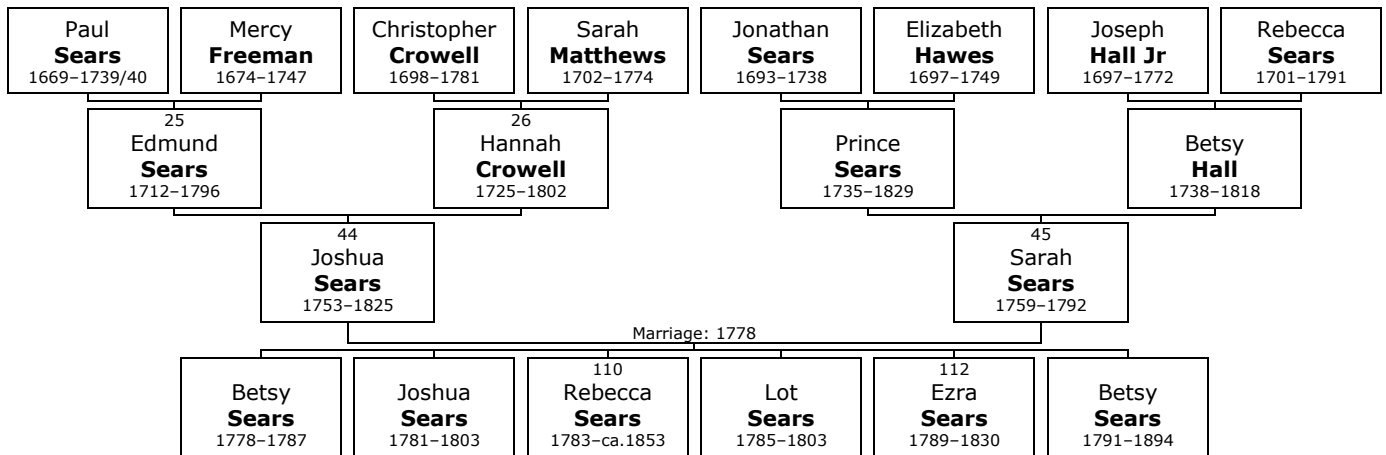 Paul
Sears
1669–1739/40
Mercy
Freeman
1674–1747
Christopher
Crowell
1698–1781
Sarah
Matthews
1702–1774
Jonathan
Sears
1693–1738
Elizabeth
Hawes
1697–1749
Joseph
Hall Jr
1697–1772
Rebecca
Sears
1701–1791
25
Edmund
Sears
1712–1796
26
Hannah
Crowell
1725–1802
Prince
Sears
1735–1829
Betsy
Hall
1738–1818
44
Joshua
Sears
1753–1825
45
Sarah
Sears
1759–1792
Marriage: 1778
Betsy
Sears
1778–1787
Joshua
Sears
1781–1803
110
Rebecca
Sears
1783–ca.1853
Lot
Sears
1785–1803
112
Ezra
Sears
1789–1830
Betsy
Sears
1791–1894